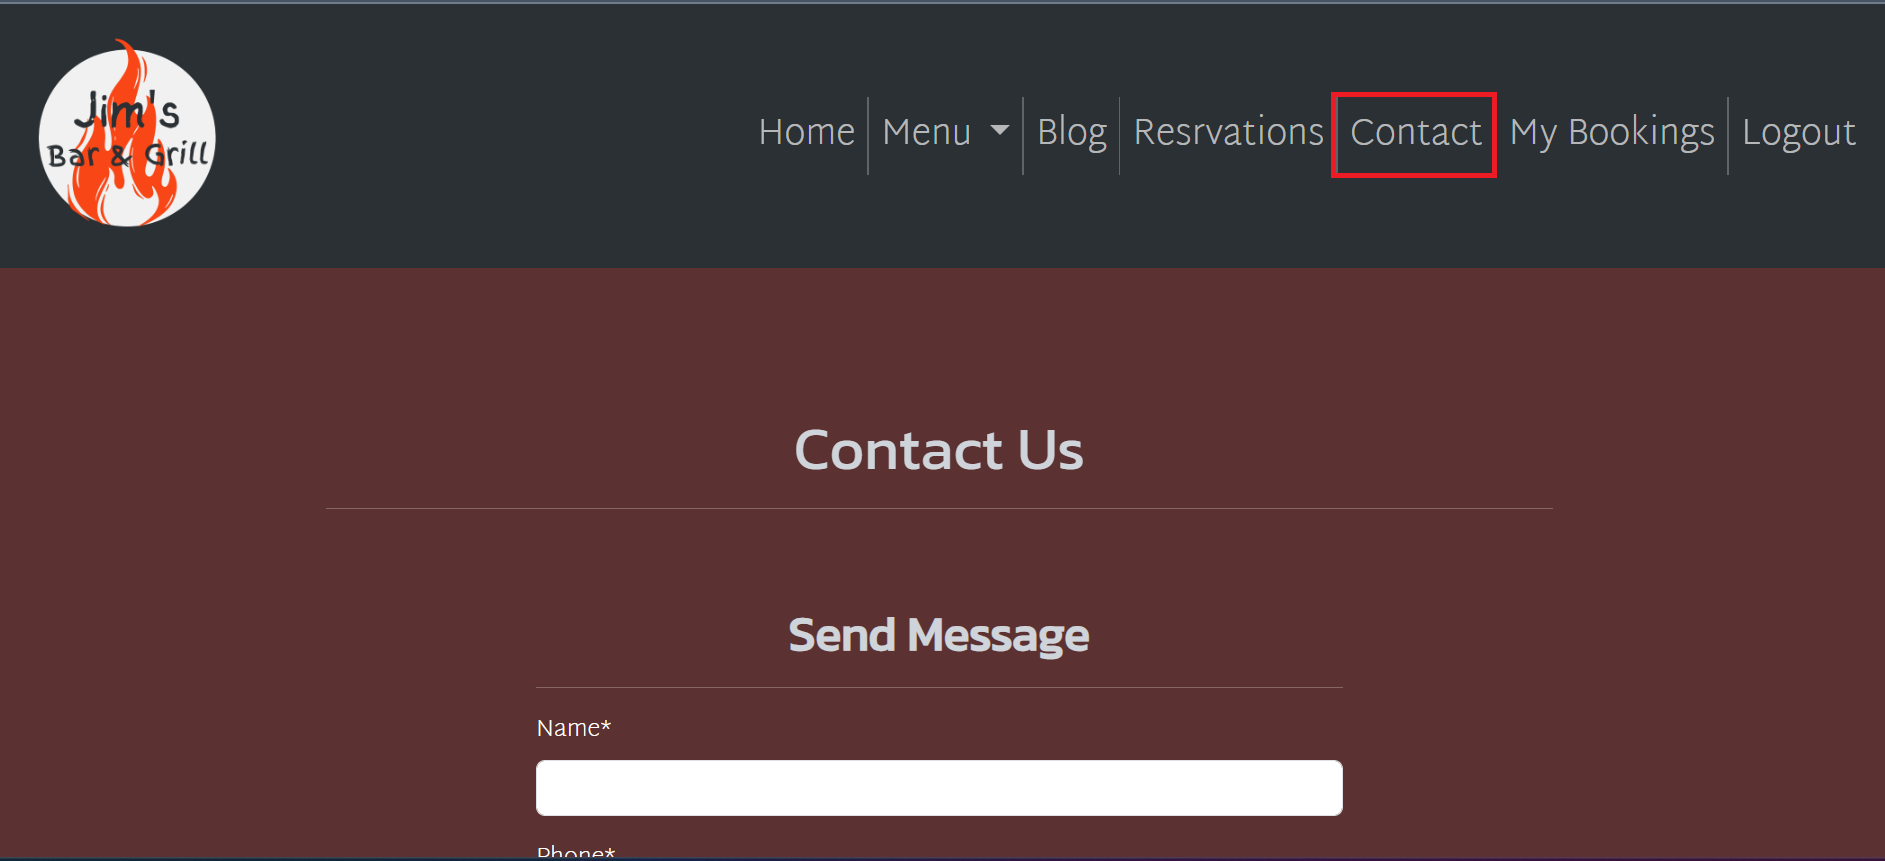 Jim's
Bar & Grill
Home Menu Blog Resrvations Contact My Bookings Logout
Contact Us
Send Message
Name*
Phone*